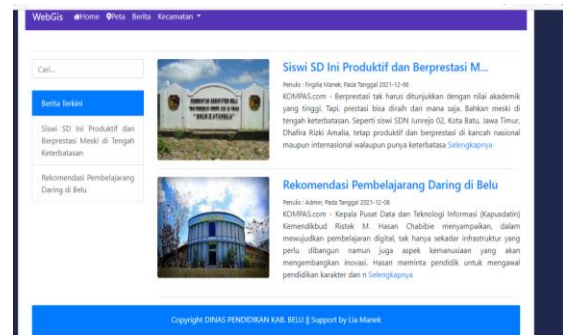 WebGis Home Peta Berita Kecamatan
Cari...
Berita Terkini
Siswi SD Ini Produktif dan
Berprestasi Meski di Tengah
Keterbatasan
Rekomendasi Pembelajarang
Daring di Belu
Siswi SD Ini Produktif dan Berprestasi M...
Penulis : Firgilia Manek, Pada Tanggal 2021-12-06
KOMPAS.com - Berprestasi tak harus ditunjukkan dengan nilai akademik
yang tinggi. Tapi, prestasi bisa diraih dari mana saja. Bahkan meski di
tengah keterbatasan. Seperti siswi SDN Junrejo 02, Kota Batu, Jawa Timur,
Dhafira Rizki Amalia, tetap produktif dan berprestasi di kancah nasional
maupun internasional walaupun punya keterbatasa Selengkapnya
Rekomendasi Pembelajarang Daring di Belu
Penulis : Admin, Pada Tanggal 2021-12-06
KOMPAS.com - Kepala Pusat Data dan Teknologi Informasi (Kapusdatin)
Kemendikbud Ristek M. Hasan Chabibie menyampaikan, dalam
mewujudkan pembelajaran digital, tak hanya sekadar infrastruktur yang
perlu dibangun namun juga aspek kemanusiaan yang akan
mengembangkan inovasi. Hasan meminta pendidik untuk mengawal
pendidikan karakter dan n Selengkapnya
Copyright DINAS PENDIDIKAN KAB. BELU || Support by Lia Manek